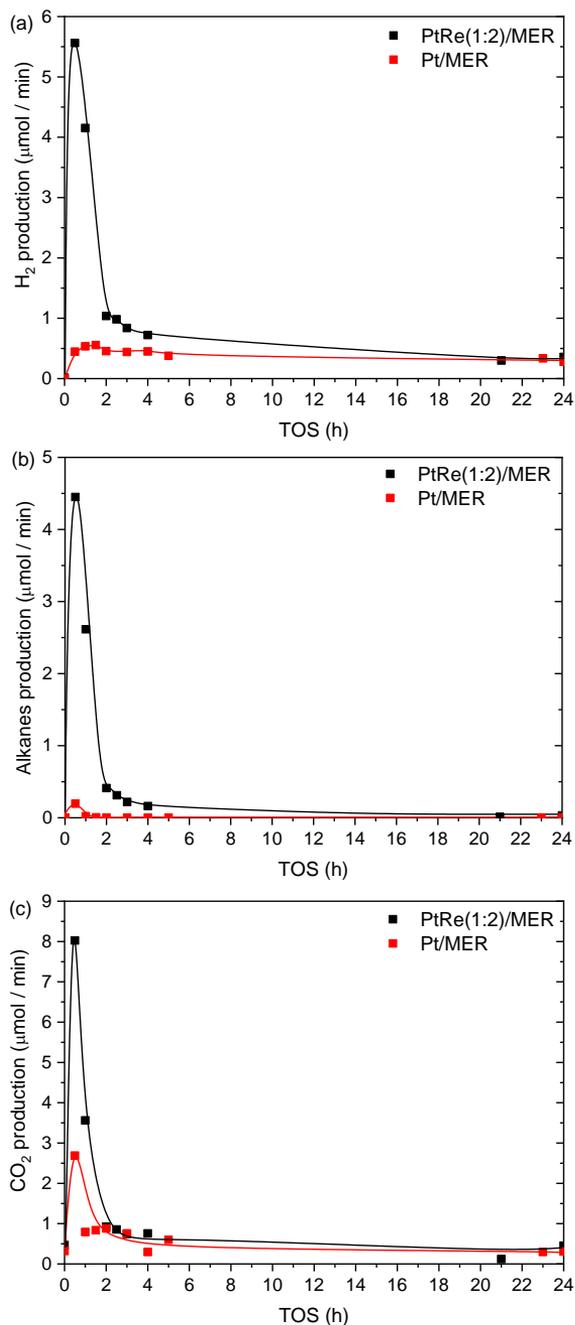 (a)
6
5
4
3
2
1
0
H₂ production (μmol / min)
PtRe(1:2)/MER
Pt/MER
0 2 4 6 8 10 12 14 16 18 20 22 24
TOS (h)
(b)
5
4
3
2
1
0
Alkanes production (μmol / min)
PtRe(1:2)/MER
Pt/MER
0 2 4 6 8 10 12 14 16 18 20 22 24
TOS (h)
(c)
9
8
7
6
5
4
3
2
1
0
CO₂ production (μmol / min)
PtRe(1:2)/MER
Pt/MER
0 2 4 6 8 10 12 14 16 18 20 22 24
TOS (h)